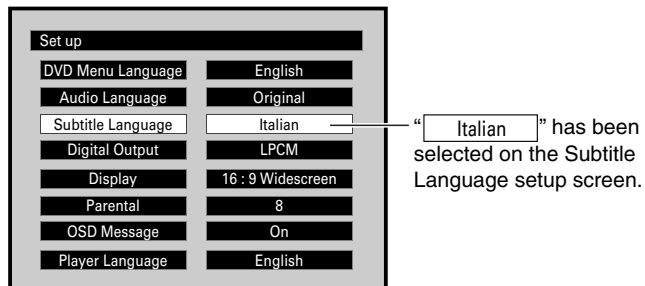 Set up
DVD Menu Language English
Audio Language Original
Subtitle Language Italian
Digital Output LPCM
Display 16 : 9 Widescreen
Parental 8
OSD Message On
Player Language English
“ Italian ” has been
selected on the Subtitle
Language setup screen.